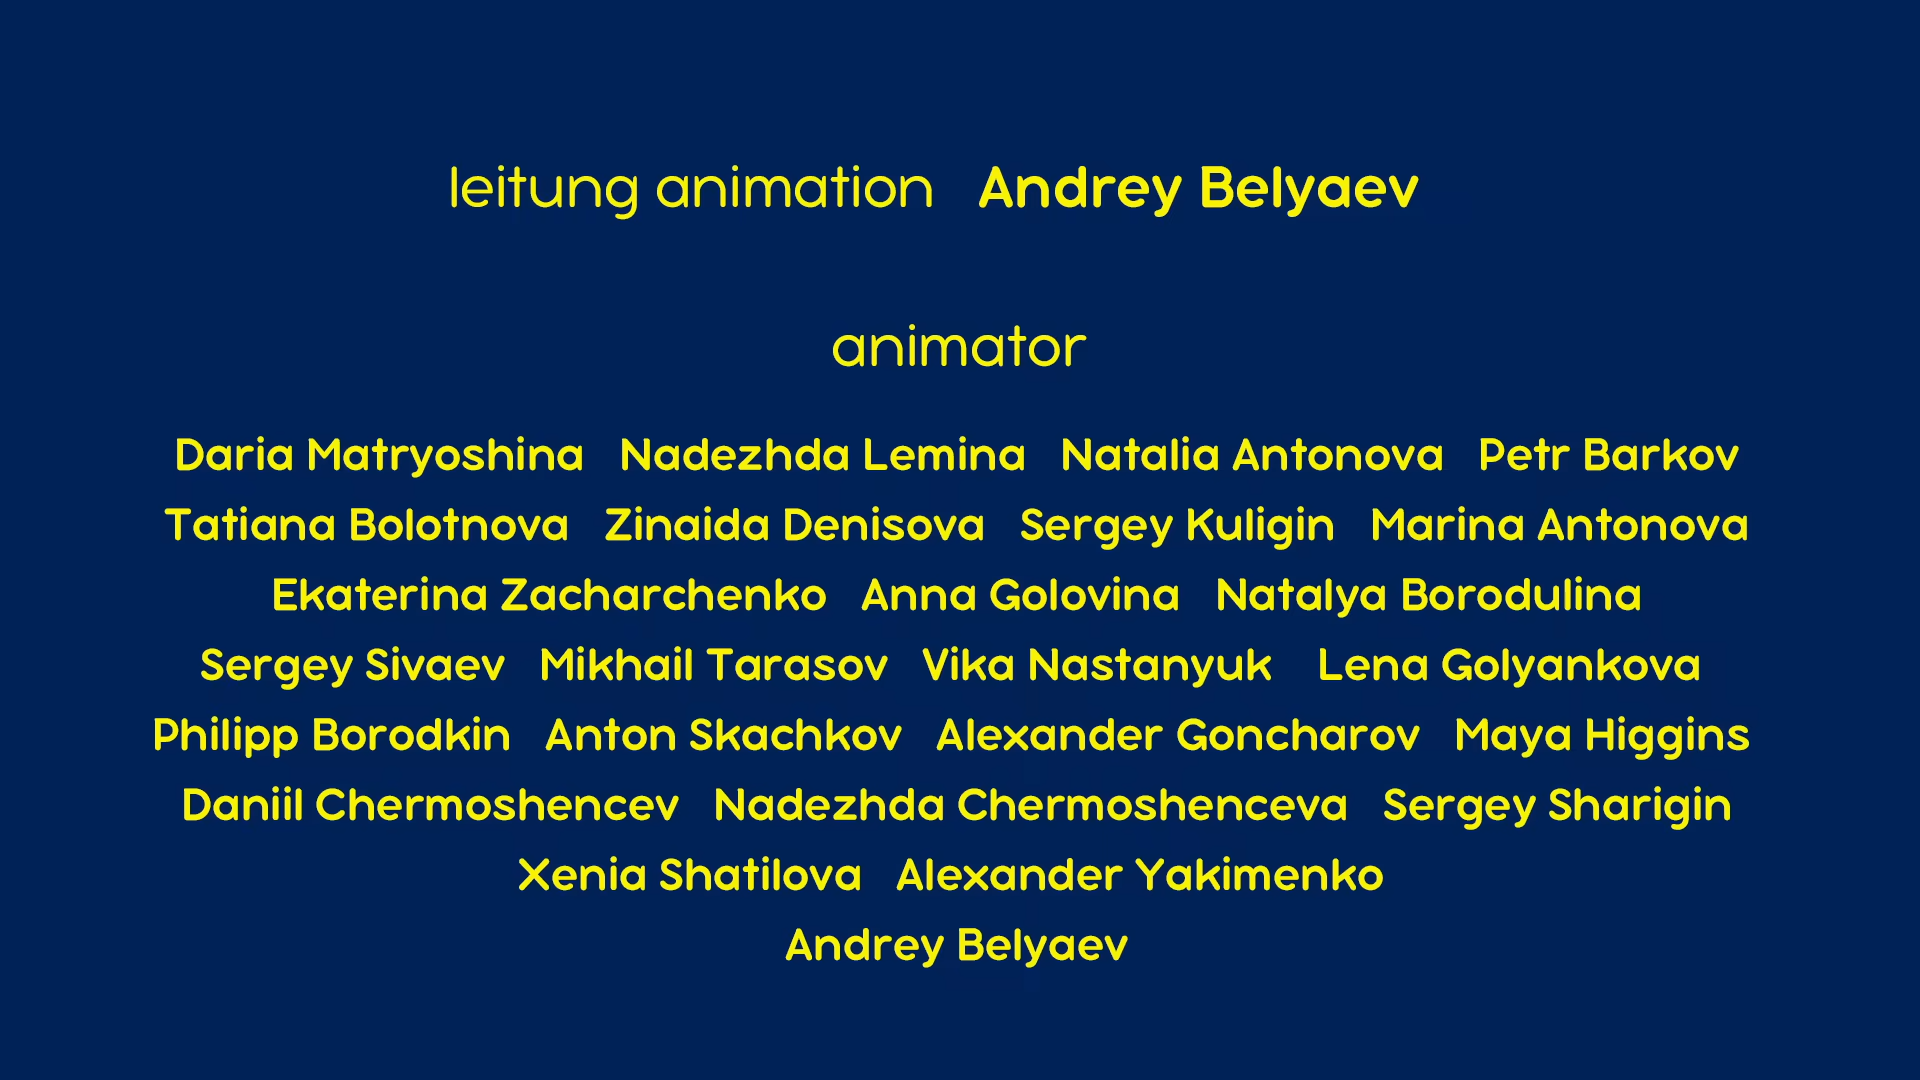 leitung animation Andrey Belyaev
animator
Daria Matryoshina Nadezhda Lemina Natalia Antonova Petr Barkov
Tatiana Bolotnova Zinaida Denisova Sergey Kuligin Marina Antonova
Ekaterina Zacharchenko Anna Golovina Natalya Borodulina
Sergey Sivaev Mikhail Tarasov Vika Nastanyuk Lena Golyankova
Philipp Borodkin Anton Skachkov Alexander Goncharov Maya Higgins
Daniil Chermoshencev Nadezhda Chermoshenceva Sergey Sharigin
Xenia Shatilova Alexander Yakimenko
Andrey Belyaev